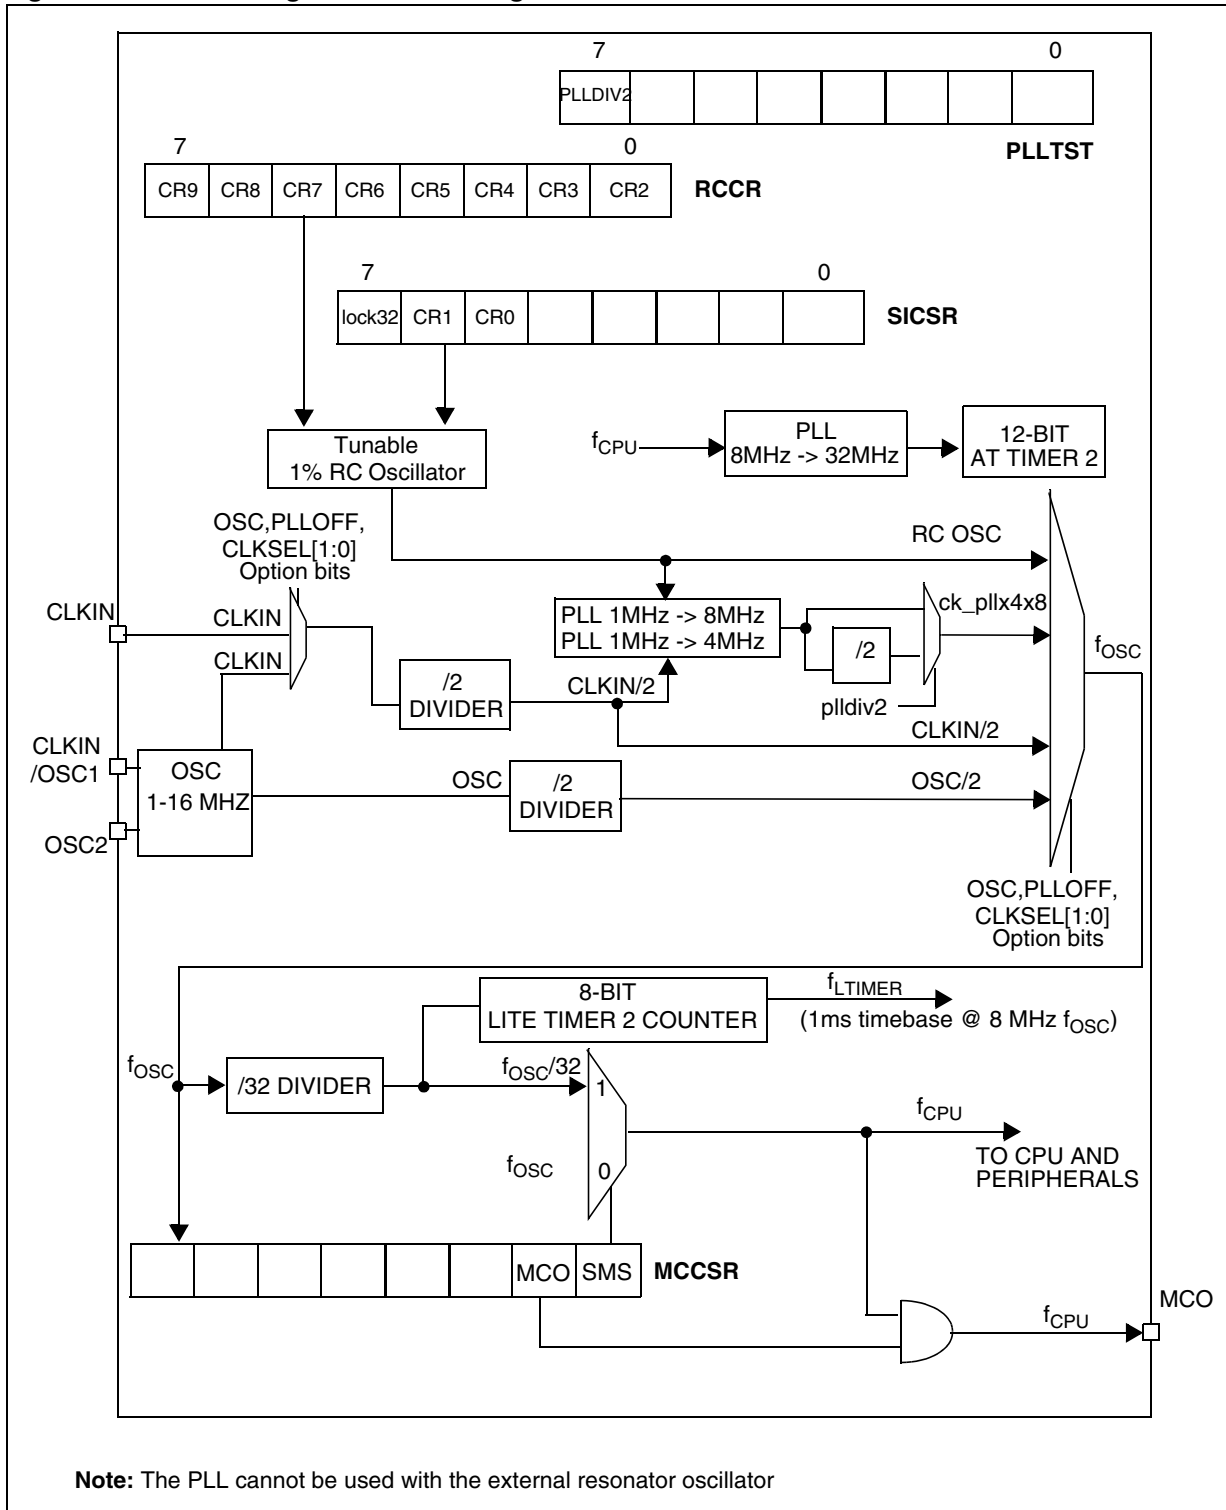 7 0
PLLDIV2
PLLTST
7 0
CR9 CR8 CR7 CR6 CR5 CR4 CR3 CR2 RCCR
7 0
lock32 CR1 CR0 SICSR
Tunable
1% RC Oscillator
fCPU
PLL
8MHz -> 32MHz
12-BIT
AT TIMER 2
OSC,PLLOFF,
CLKSEL[1:0]
Option bits
RC OSC
CLKIN
CLKIN
CLKIN
PLL 1MHz -> 8MHz
PLL 1MHz -> 4MHz
/2
ck_pllx4x8
plldiv2
fOSC
/2
DIVIDER
CLKIN/2
CLKIN/2
CLKIN
/OSC1
OSC2
OSC
1-16 MHZ
OSC
/2
DIVIDER
OSC/2
OSC,PLLOFF,
CLKSEL[1:0]
Option bits
8-BIT
LITE TIMER 2 COUNTER
fLTIMER
(1ms timebase @ 8 MHz fOSC)
fOSC
/32 DIVIDER
fOSC/32
1
fOSC
0
fCPU
TO CPU AND
PERIPHERALS
MCO SMS MCCSR
fCPU
MCO
Note: The PLL cannot be used with the external resonator oscillator